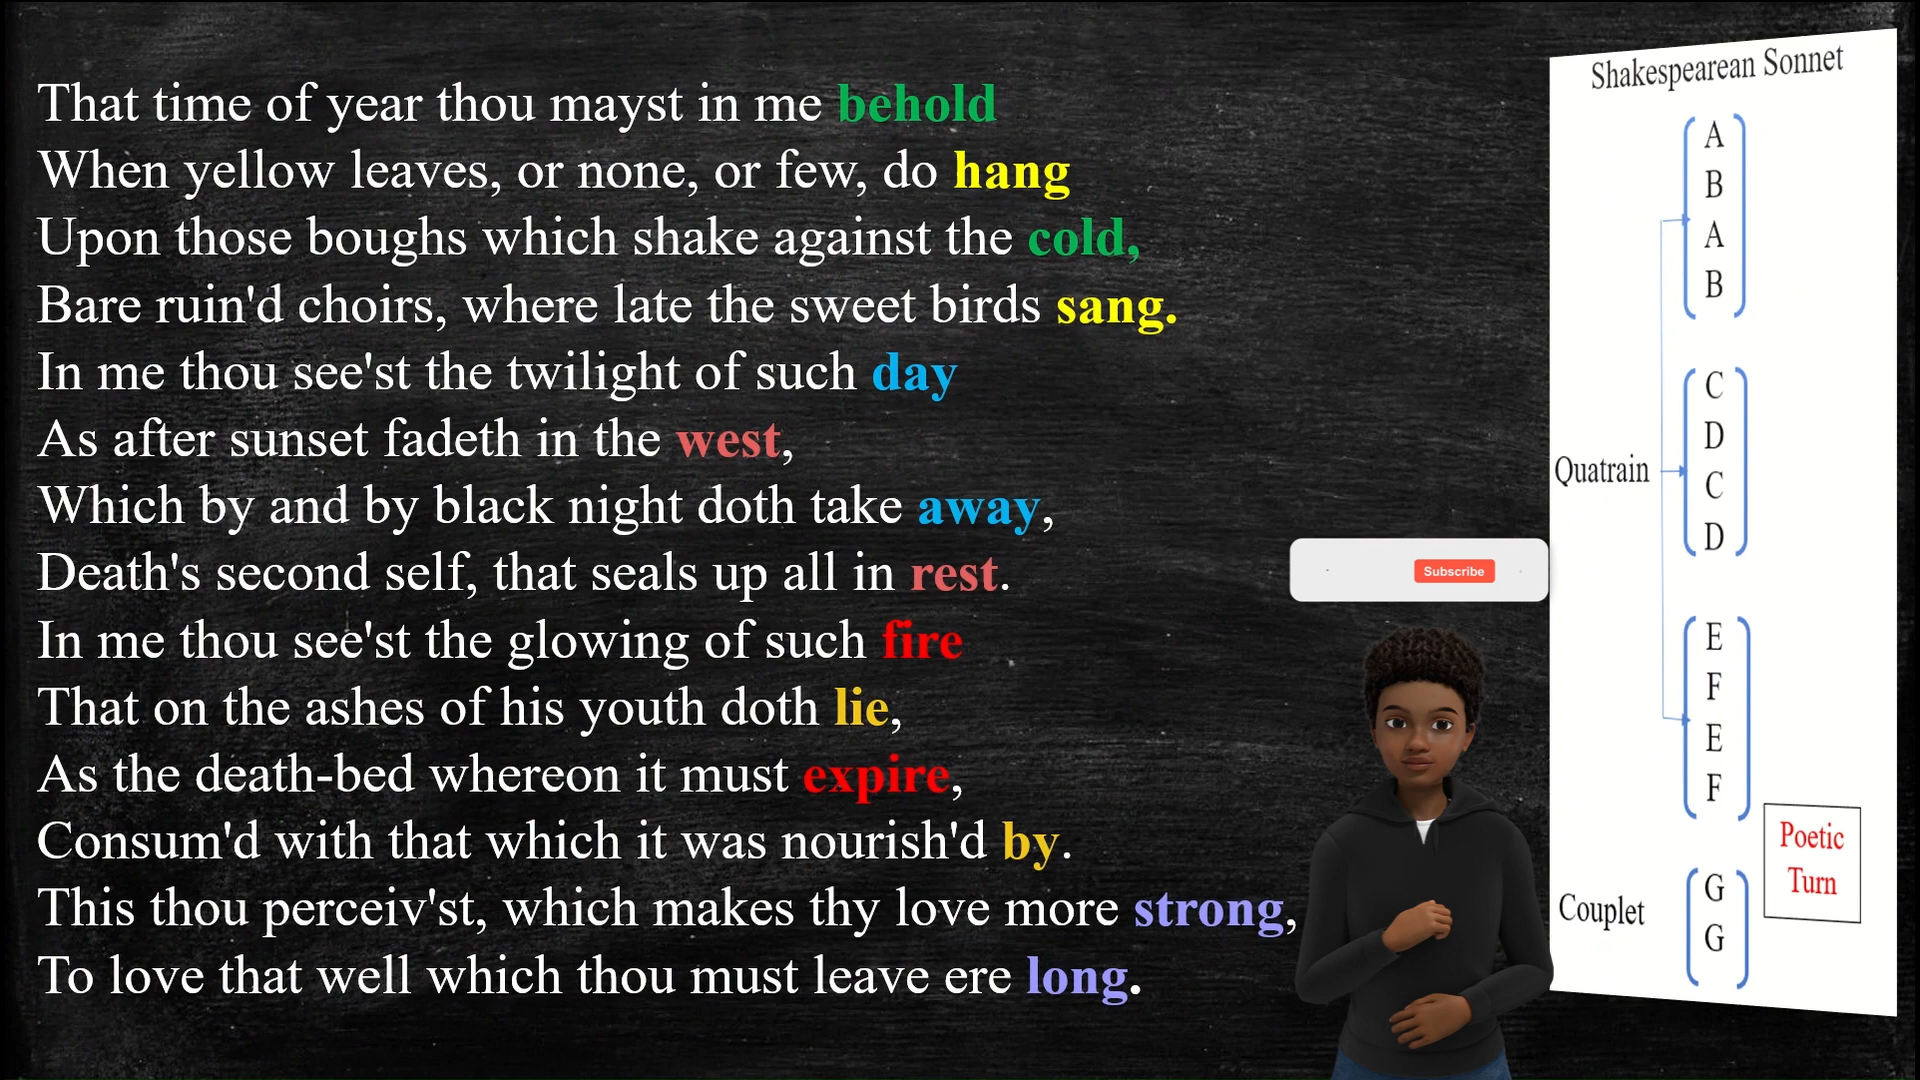 That time of year thou mayst in me behold
When yellow leaves, or none, or few, do hang
Upon those boughs which shake against the cold,
Bare ruin'd choirs, where late the sweet birds sang.
In me thou see'st the twilight of such day
As after sunset fadeth in the west,
Which by and by black night doth take away,
Death's second self, that seals up all in rest.
In me thou see'st the glowing of such fire
That on the ashes of his youth doth lie,
As the death-bed whereon it must expire,
Consum'd with that which it was nourish'd by.
This thou perceiv'st, which makes thy love more strong,
To love that well which thou must leave ere long.
Subscribe
Shakespearean Sonnet
A
B
A
B
C
D
Quatrain
C
D
E
F
E
F
Poetic
Turn
G
Couplet
G